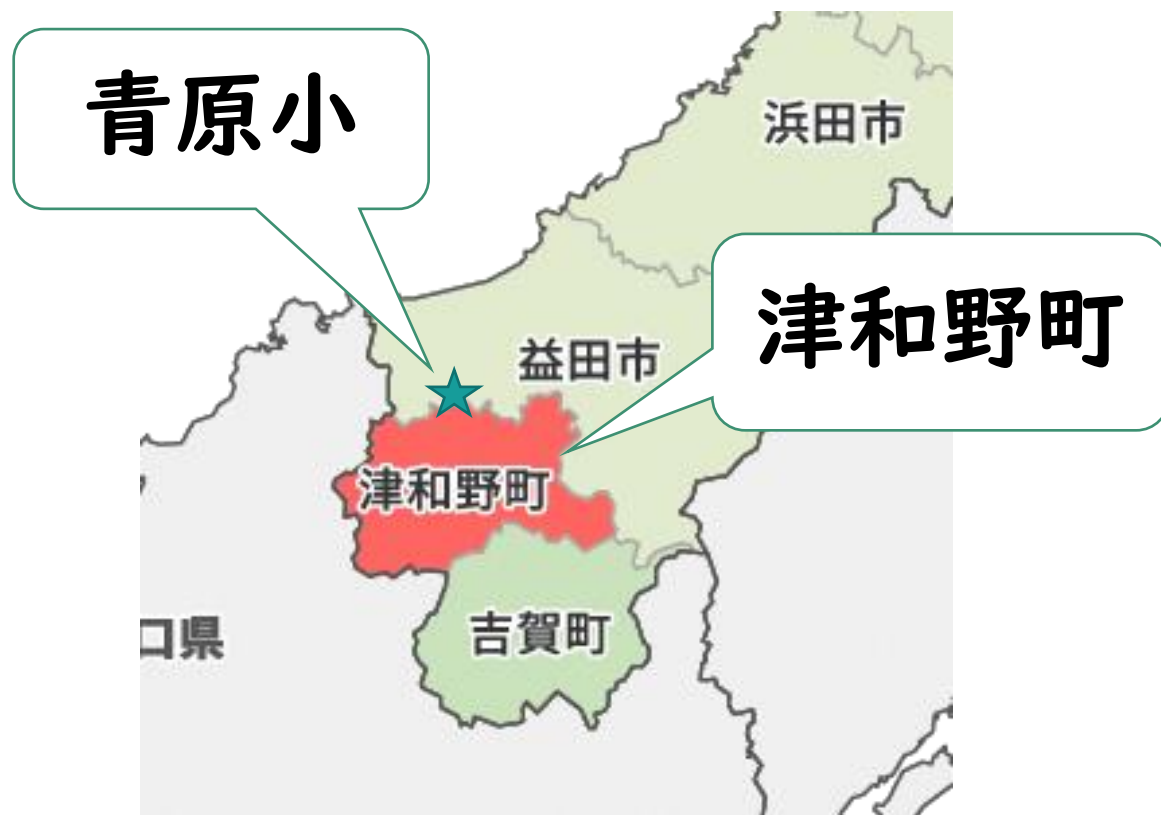 青原小
浜田市
津和野町
益田市
津和野町
吉賀町
口県